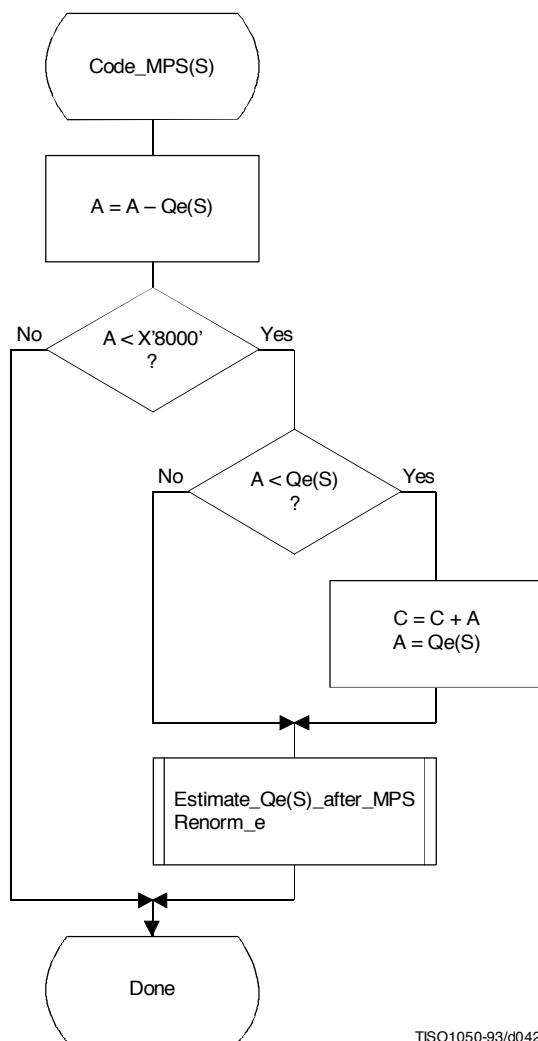 Code_MPS(S)
A = A – Qe(S)
No
A < X'8000'
?
Yes
No
A < Qe(S)
?
Yes
C = C + A
A = Qe(S)
Estimate_Qe(S)_after_MPS
Renorm_e
Done
TISO1050-93/d042